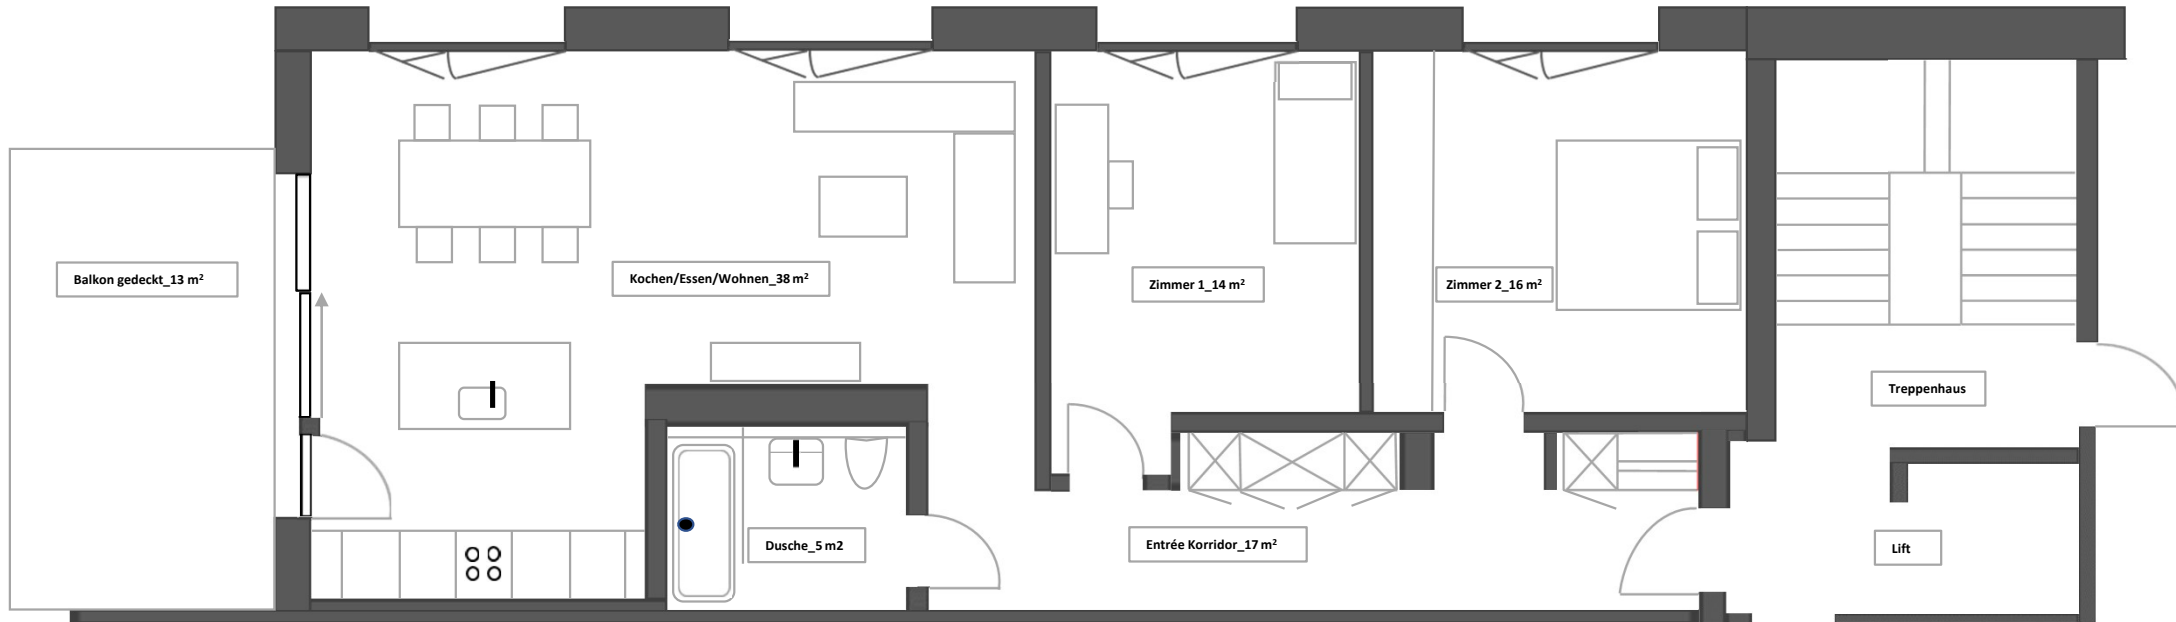 Balkon gedeckt_13 m²
Kochen/Essen/Wohnen_38 m²
Zimmer 1_14 m²
Zimmer 2_16 m²
Treppenhaus
Dusche_5 m2
Entrée Korridor_17 m²
Lift